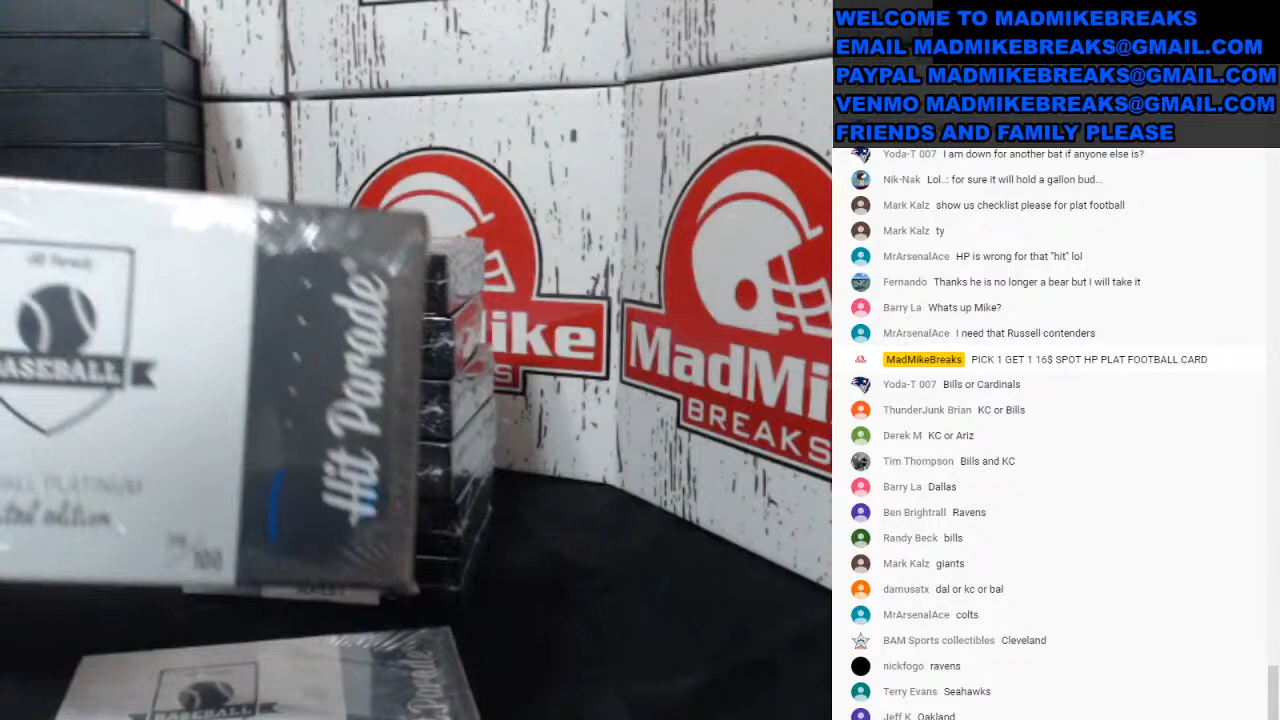 WELCOME TO MADMIKEBREAKS
EMAIL MADMIKEBREAKS@GMAIL.COM
PAYPAL MADMIKEBREAKS@GMAIL.COM
VENMO MADMIKEBREAKS@GMAIL.COM
FRIENDS AND FAMILY PLEASE
Yoda-T 007 I am down for another bat if anyone else is?
Nik-Nak Lol..: for sure it will hold a gallon bud...
Mark Kalz show us checklist please for plat football
Mark Kalz ty
MrArsenalAce HP is wrong for that "hit" lol
Fernando Thanks he is no longer a bear but I will take it
Barry La Whats up Mike?
MrArsenalAce I need that Russell contenders
MadMikeBreaks PICK 1 GET 1 16$ SPOT HP PLAT FOOTBALL CARD
Yoda-T 007 Bills or Cardinals
ThunderJunk Brian KC or Bills
Derek M KC or Ariz
Tim Thompson Bills and KC
Barry La Dallas
Ben Brightrall Ravens
Randy Beck bills
Mark Kalz giants
damusatx dal or kc or bal
MrArsenalAce colts
BAM Sports collectibles Cleveland
nickfogo ravens
Terry Evans Seahawks
Jeff K Oakland
Hit Parade
BASEBALL
PLATINUM
edition
100
ike
S
MadMi
BREAKS
BASEBALL
Parade